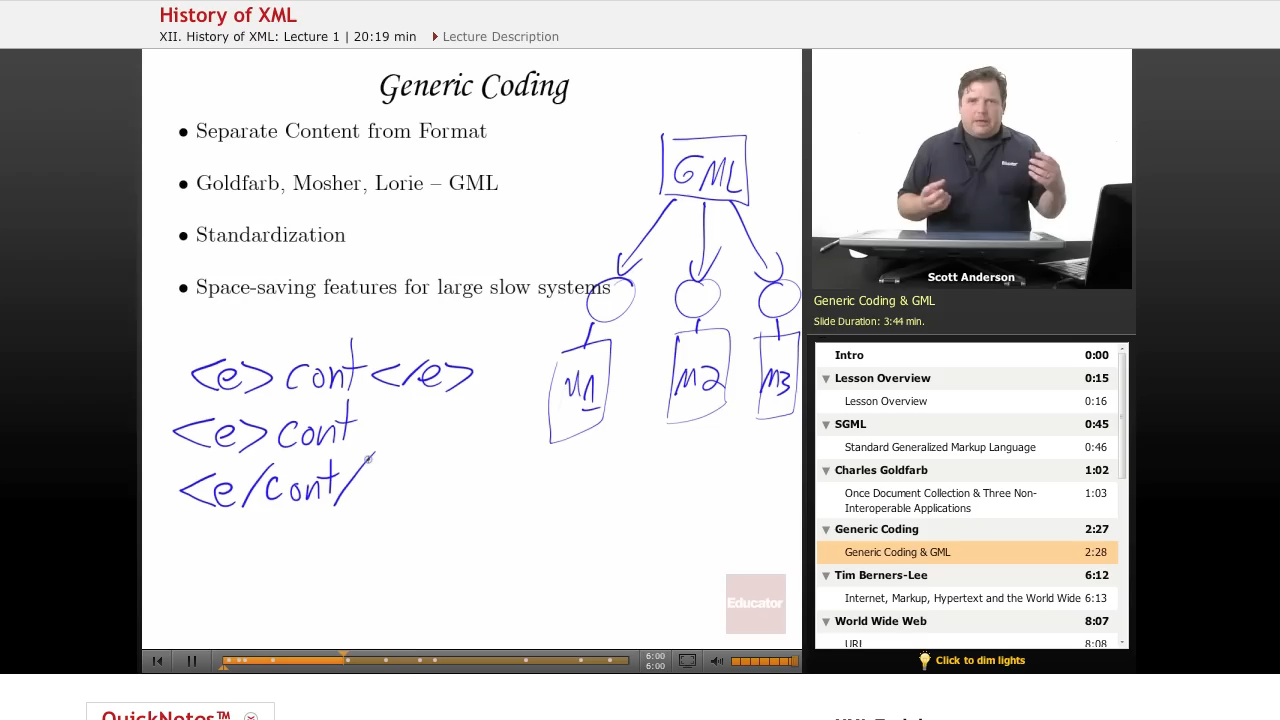 History of XML
XII. History of XML: Lecture 1 | 20:19 min Lecture Description
Generic Coding
• Separate Content from Format
• Goldfarb, Mosher, Lorie – GML
• Standardization
• Space-saving features for large slow systems
GML
M1 M2 M3
<e> cont </e>
<e> cont
<e/cont/
Educator
Scott Anderson
Generic Coding & GML
Slide Duration: 3:44 min.
Intro 0:00
Lesson Overview 0:15
Lesson Overview 0:16
SGML 0:45
Standard Generalized Markup Language 0:46
Charles Goldfarb 1:02
Once Document Collection & Three Non-
Interoperable Applications 1:03
Generic Coding 2:27
Generic Coding & GML 2:28
Tim Berners-Lee 6:12
Internet, Markup, Hypertext and the World Wide 6:13
World Wide Web 8:07
URL 8:08
6:00
6:00
Click to dim lights
QuickNotes™